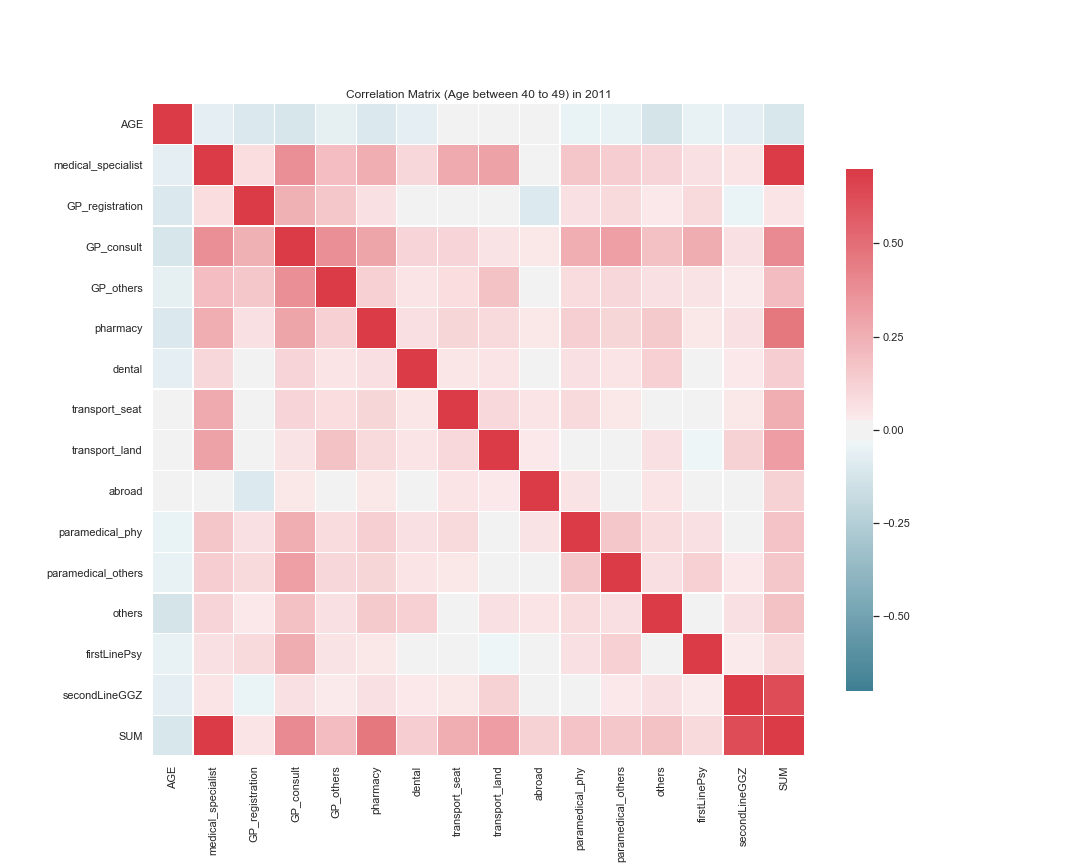 Correlation Matrix (Age between 40 to 49) in 2011
AGE
medical_specialist
GP_registration
GP_consult
GP_others
pharmacy
dental
transport_seat
transport_land
abroad
paramedical_phy
paramedical_others
others
firstLinePsy
secondLineGGZ
SUM
0.50
0.25
0.00
−0.25
−0.50
AGE
medical_specialist
GP_registration
GP_consult
GP_others
pharmacy
dental
transport_seat
transport_land
abroad
paramedical_phy
paramedical_others
others
firstLinePsy
secondLineGGZ
SUM